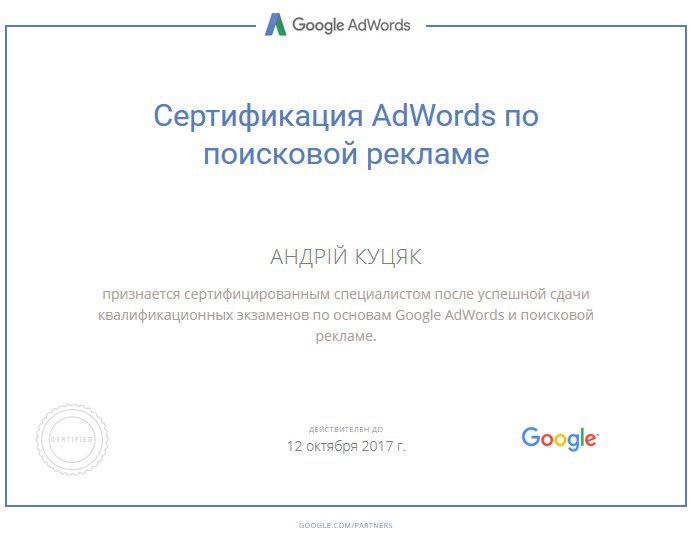 Google AdWords
Сертификация AdWords по
поисковой рекламе
АНДРІЙ КУЦЯК
признается сертифицированным специалистом после успешной сдачи
квалификационных экзаменов по основам Google AdWords и поисковой
рекламе.
CERTIFIED
ДЕЙСТВИТЕЛЕН ДО
12 октября 2017 г.
Google
GOOGLE.COM/PARTNERS